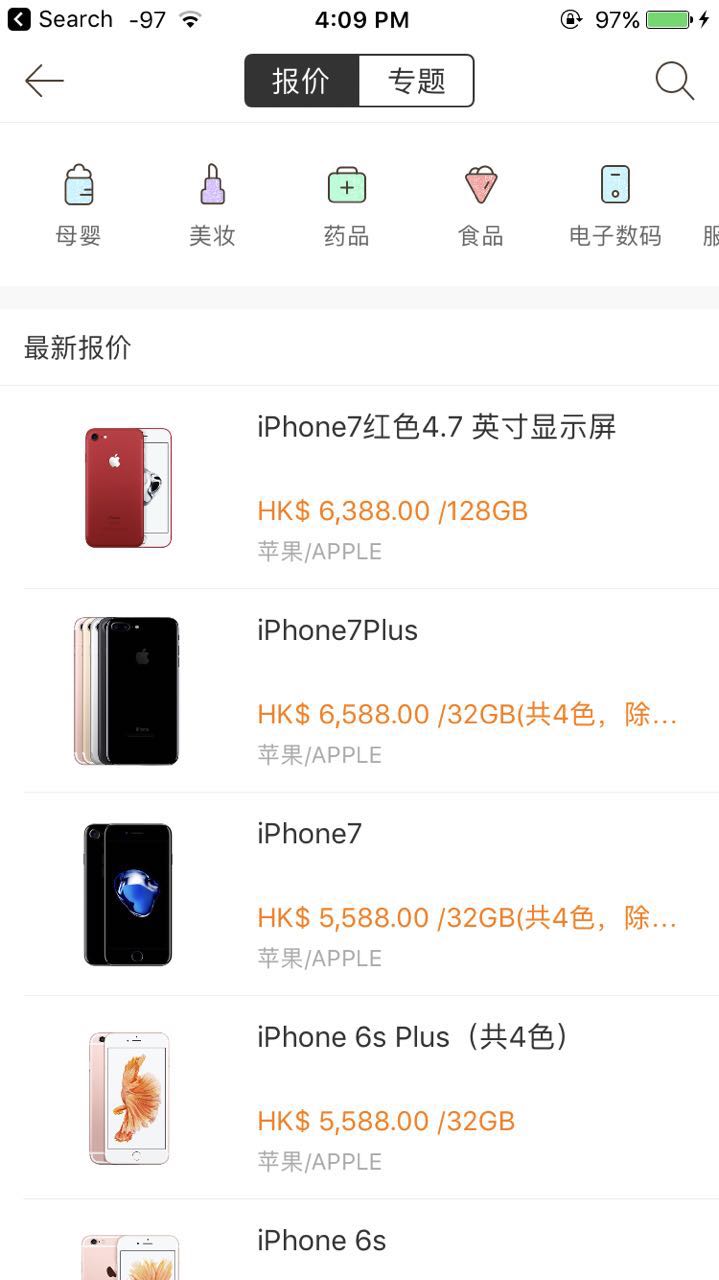 Search -97 4:09 PM 97%
报价 专题
母婴 美妆 药品 食品 电子数码
最新报价
iPhone7红色4.7 英寸显示屏
HK$ 6,388.00 /128GB
苹果/APPLE
iPhone7Plus
HK$ 6,588.00 /32GB(共4色，除...
苹果/APPLE
iPhone7
HK$ 5,588.00 /32GB(共4色，除...
苹果/APPLE
iPhone 6s Plus（共4色）
HK$ 5,588.00 /32GB
苹果/APPLE
iPhone 6s